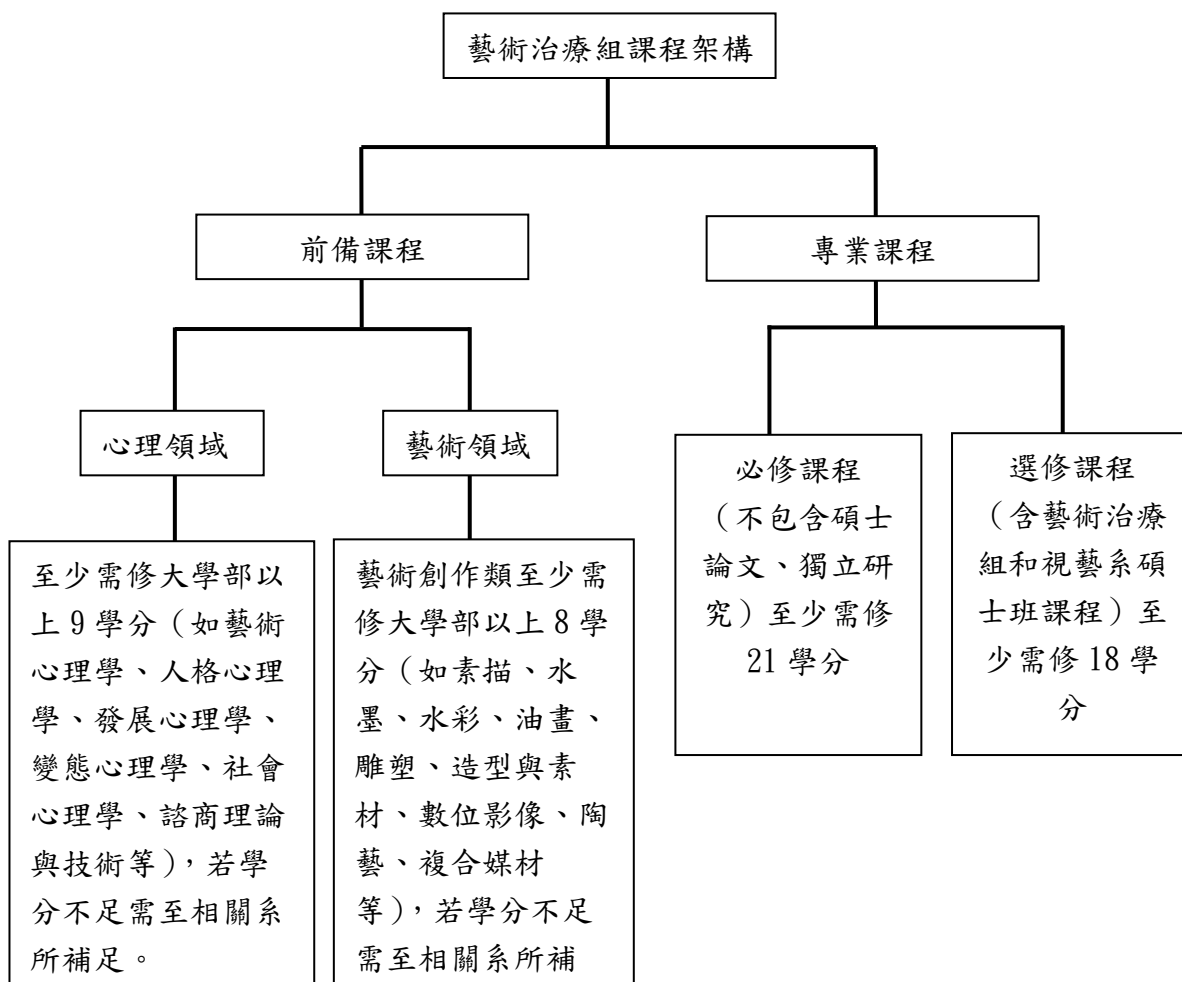 藝術治療組課程架構
前備課程
專業課程
心理領域
藝術領域
至少需修大學部以
上 9 學分（如藝術
心理學、人格心理
學、發展心理學、
變態心理學、社會
心理學、諮商理論
與技術等），若學
分不足需至相關系
所補足。
藝術創作類至少需
修大學部以上 8 學
分（如素描、水
墨、水彩、油畫、
雕塑、造型與素
材、數位影像、陶
藝、複合媒材
等），若學分不足
需至相關系所補
必修課程
（不包含碩士
論文、獨立研
究）至少需修
21 學分
選修課程
（含藝術治療
組和視藝系碩
士班課程）至
少需修 18 學
分